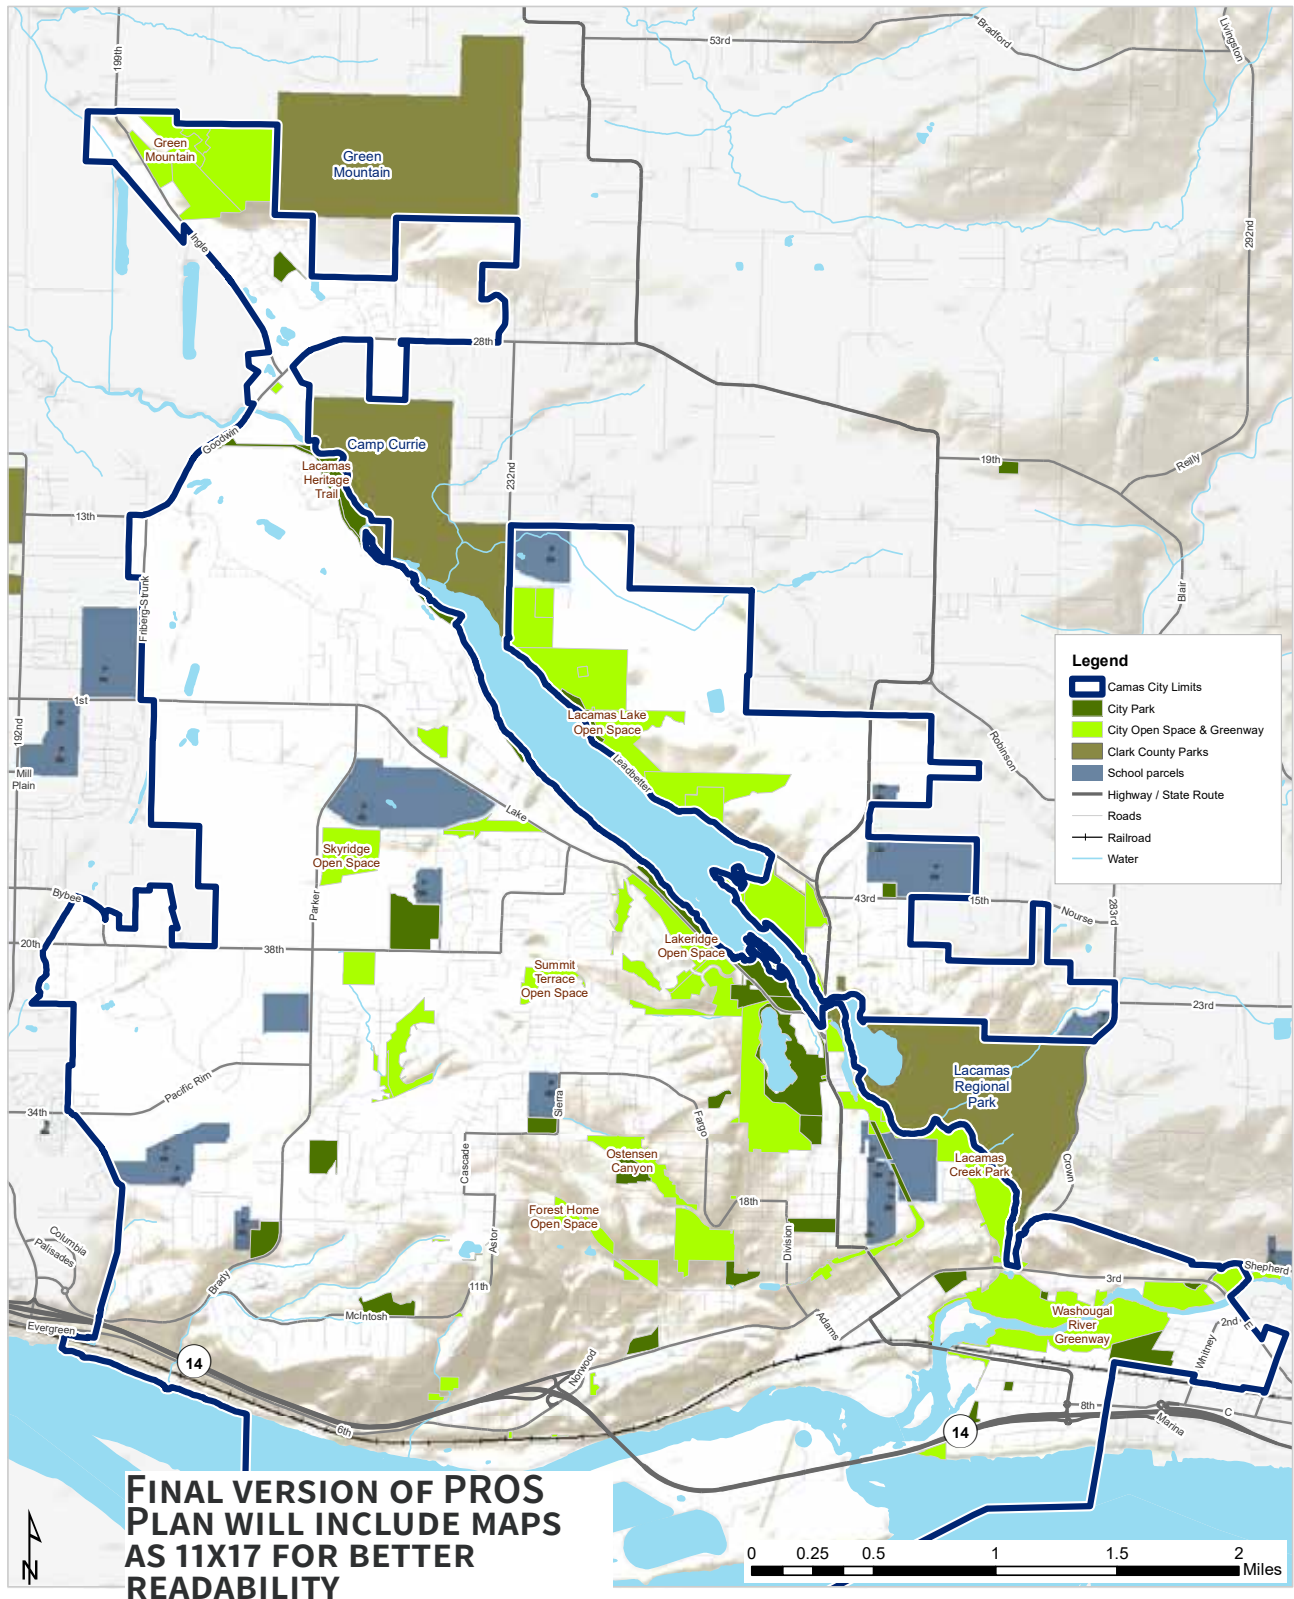 53rd
Bradford
Livingston
199th
Green
Mountain
Green
Mountain
292nd
Ingle
28th
Goodwin
Camp Currie
Lacamas
Heritage
Trail
232nd
19th
Reilly
13th
Friberg-Strunk
Blair
Legend
Camas City Limits
City Park
City Open Space & Greenway
Clark County Parks
School parcels
Highway / State Route
Roads
Railroad
Water
1st
192nd
Mill
Plain
Lacamas Lake
Open Space
Leadbetter
Robinson
Lake
Skyridge
Open Space
Parker
Bybee
43rd
15th
Nourse
283rd
20th
38th
Lakeridge
Open Space
Summit
Terrace
Open Space
23rd
Pacific Rim
34th
Sierra
Fargo
Lacamas
Regional
Park
Cascade
Ostensen
Canyon
Lacamas
Creek Park
Crown
18th
Forest Home
Open Space
Division
Astor
Columbia
Palisades
Shepherd
3rd
Brady
11th
McIntosh
Washougal
River
Greenway
2nd
E
Whitney
Adams
Evergreen
14
Norwood
6th
8th
Marina
C
14
FINAL VERSION OF PROS
PLAN WILL INCLUDE MAPS
AS 11X17 FOR BETTER
READABILITY
N
0 0.25 0.5 1 1.5 2
Miles